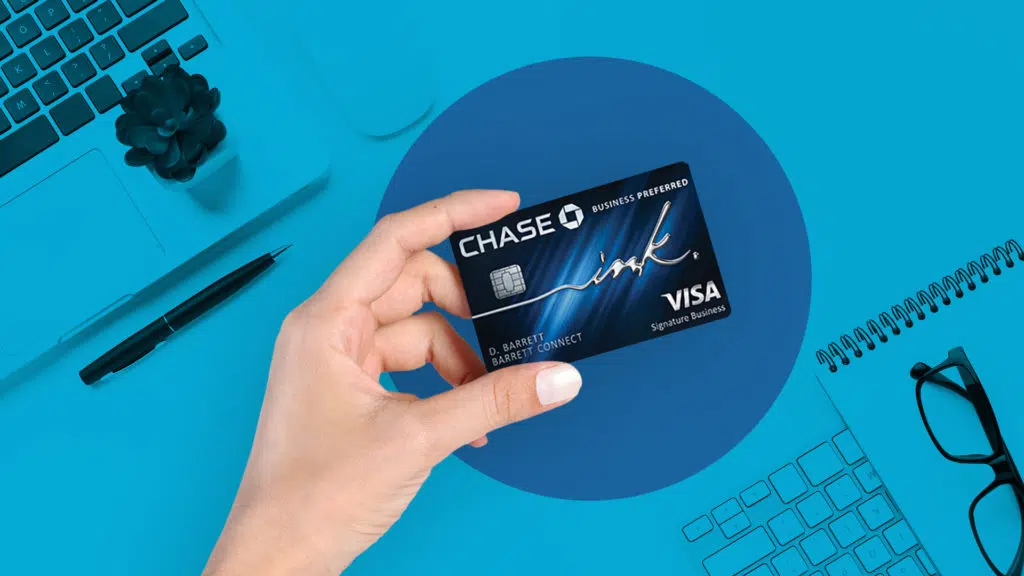 CHASE
BUSINESS PREFERRED
ink.
VISA
Signature Business
D. BARRETT
BARRETT CONNECT